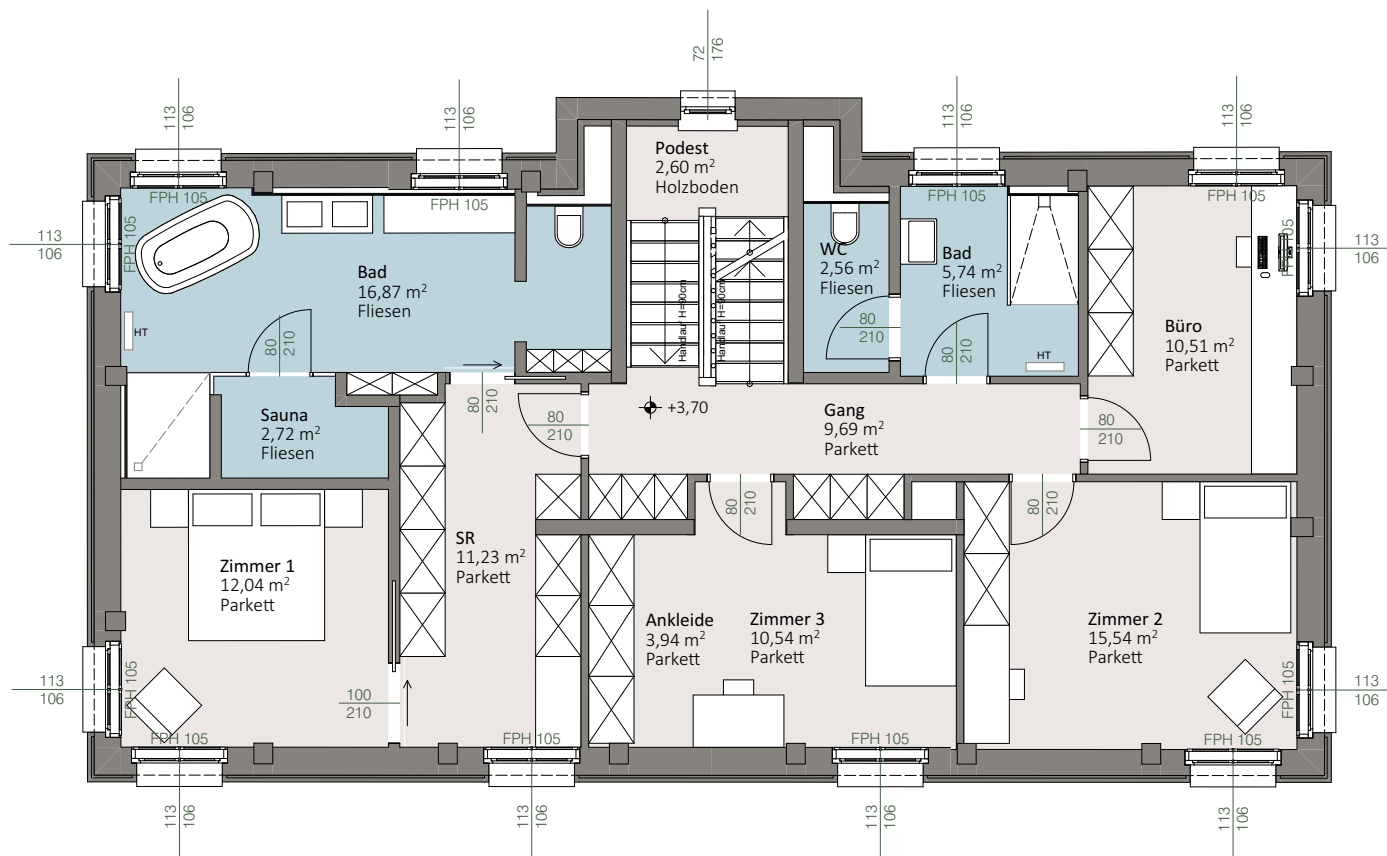 72
176
113
106
113
106
113
106
113
106
FPH 105
FPH 105
FPH 105
FPH 105
Podest
2,60 m²
Holzboden
113
106
FPH 105
Bad
16,87 m²
Fliesen
WC
2,56 m²
Fliesen
Bad
5,74 m²
Fliesen
FPH 105
113
106
Handlauf H=90cm
Handlauf H=90cm
HT
80
210
80
210
80
210
HT
Büro
10,51 m²
Parkett
Sauna
2,72 m²
Fliesen
80
210
80
210
+3,70
Gang
9,69 m²
Parkett
80
210
80
210
80
210
SR
11,23 m²
Parkett
Zimmer 1
12,04 m²
Parkett
Ankleide
3,94 m²
Parkett
Zimmer 3
10,54 m²
Parkett
Zimmer 2
15,54 m²
Parkett
113
106
FPH 105
100
210
FPH 105
113
106
FPH 105
FPH 105
FPH 105
FPH 105
113
106
113
106
113
106
113
106